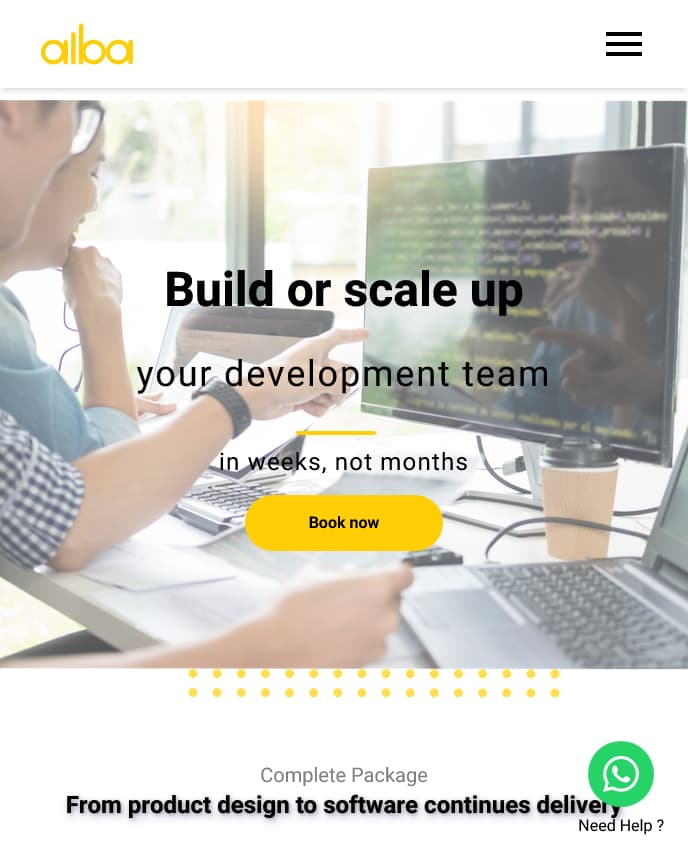 alba
Build or scale up
your development team
in weeks, not months
Book now
Complete Package
From product design to software continues delivery
Need Help ?